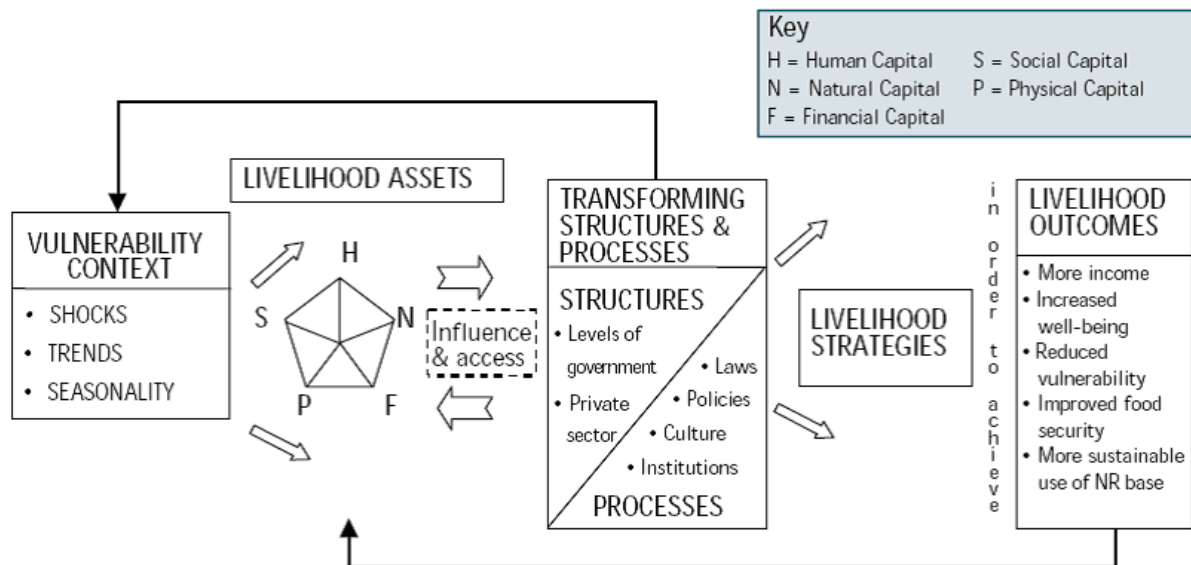 Key
H = Human Capital
S = Social Capital
N = Natural Capital
P = Physical Capital
F = Financial Capital
LIVELIHOOD ASSETS
VULNERABILITY
CONTEXT
• SHOCKS
• TRENDS
• SEASONALITY
H
S
N
P
F
Influence
& access
TRANSFORMING
STRUCTURES &
PROCESSES
STRUCTURES
• Levels of
government
• Private
sector
• Laws
• Policies
• Culture
• Institutions
PROCESSES
LIVELIHOOD
STRATEGIES
in order to achieve
LIVELIHOOD
OUTCOMES
• More income
• Increased
well-being
• Reduced
vulnerability
• Improved food
security
• More sustainable
use of NR base